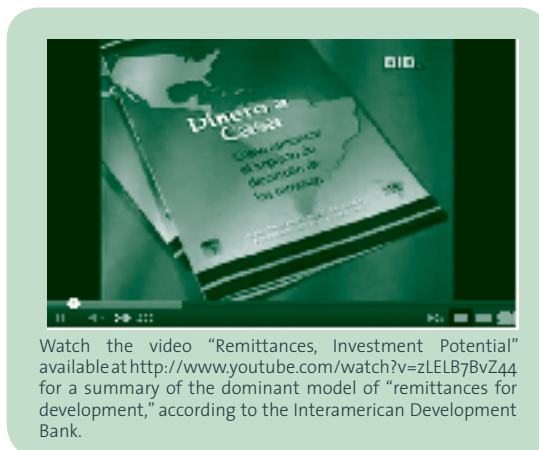 BID
Dinero a
Casa
Watch the video “Remittances, Investment Potential”
available at http://www.youtube.com/watch?v=zLELB7BvZ44
for a summary of the dominant model of “remittances for
development,” according to the Interamerican Development
Bank.